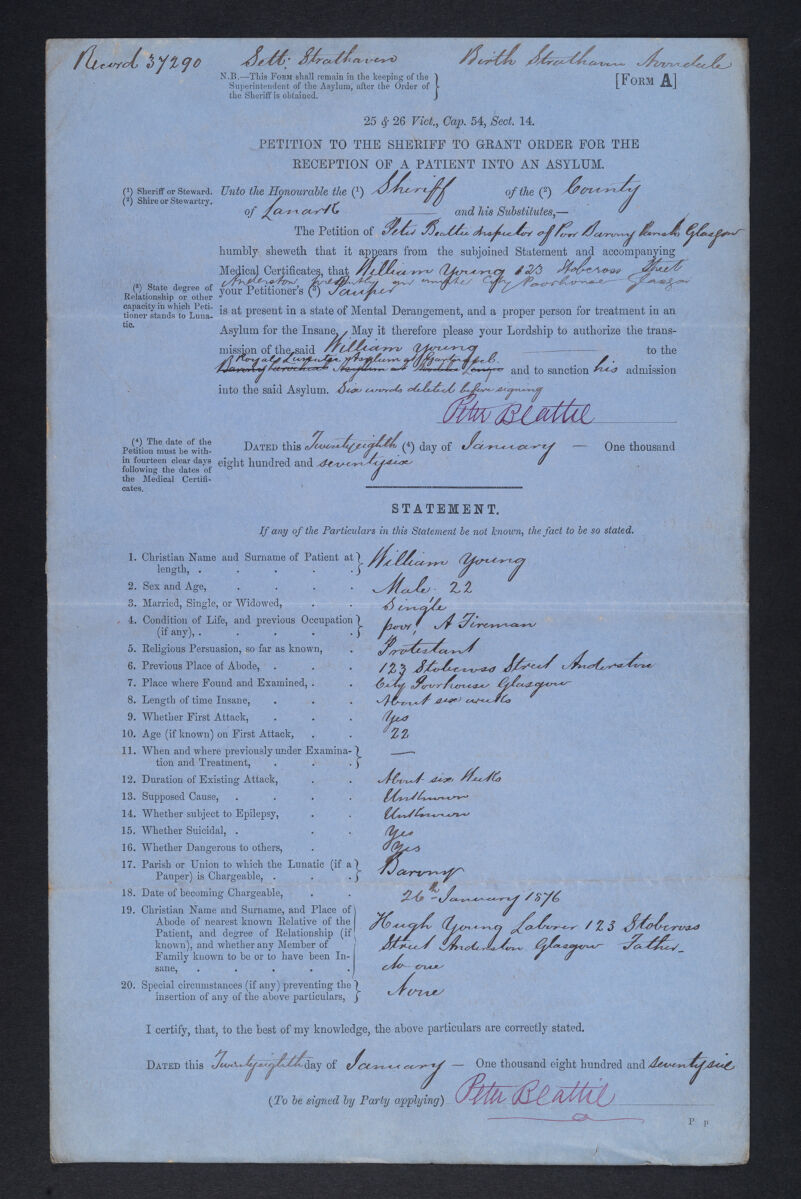 Record 37290 Sett: Strathaven Birth Strathaven Avondale
N.B.—This Form shall remain in the keeping of the
Superintendent of the Asylum, after the Order of
the Sheriff is obtained.
[Form A]
25 & 26 Vict., Cap. 54, Sect. 14.
PETITION TO THE SHERIFF TO GRANT ORDER FOR THE
RECEPTION OF A PATIENT INTO AN ASYLUM.
(1) Sheriff or Steward.
(2) Shire or Stewartry.
Unto the Honourable the (1) Sheriff of the (2) County
of Lanark and his Substitutes,—
The Petition of Peter Beattie Inspector of Poor Barony Parish Glasgow
humbly sheweth that it appears from the subjoined Statement and accompanying
Medical Certificates, that William Young 123 Stobcross Street
Anderston presently an inmate City Poorhouse Glasgow
(3) State degree of
Relationship or other
capacity in which Peti-
tioner stands to Luna-
tic.
your Petitioner's (3) Pauper
is at present in a state of Mental Derangement, and a proper person for treatment in an
Asylum for the Insane, May it therefore please your Lordship to authorize the trans-
mission of the said William Young to the
Royal Lunatic Asylum at Gartnavel.
Barony Parochial Asylum at and to sanction his admission
into the said Asylum. Six words deleted before signing
Peter Beattie
(4) The date of the
Petition must be with-
in fourteen clear days
following the dates of
the Medical Certifi-
cates.
Dated this Twentyeighth (4) day of January — One thousand
eight hundred and seventysix
STATEMENT.
If any of the Particulars in this Statement be not known, the fact to be so stated.
1. Christian Name and Surname of Patient at
length, . . . . . William Young
2. Sex and Age, . . . . Male. 22
3. Married, Single, or Widowed, . . Single
4. Condition of Life, and previous Occupation
(if any), . . . . . . poor, A Fireman
5. Religious Persuasion, so far as known, . Protestant
6. Previous Place of Abode, . . . 123 Stobcross Street Anderston
7. Place where Found and Examined, . . City Poorhouse Glasgow
8. Length of time Insane, . . . About six weeks
9. Whether First Attack, . . . Yes
10. Age (if known) on First Attack, . . 22
11. When and where previously under Examina-
tion and Treatment, . . . —
12. Duration of Existing Attack, . . About six Weeks
13. Supposed Cause, . . . . Unknown
14. Whether subject to Epilepsy, . . Unknown
15. Whether Suicidal, . . . Yes
16. Whether Dangerous to others, . . Yes
17. Parish or Union to which the Lunatic (if a
Pauper) is Chargeable, . . . Barony
18. Date of becoming Chargeable, . . 26th January 1876
19. Christian Name and Surname, and Place of
Abode of nearest known Relative of the
Patient, and degree of Relationship (if
known), and whether any Member of
Family known to be or to have been In-
sane, . . . . .
Hugh Young Laborer 123 Stobcross
Street Anderston Glasgow Father_
No one
20. Special circumstances (if any) preventing the
insertion of any of the above particulars, None
I certify, that, to the best of my knowledge, the above particulars are correctly stated.
Dated this Twentyeighth day of January — One thousand eight hundred and seventy six
(To be signed by Party applying) Peter Beattie
P p